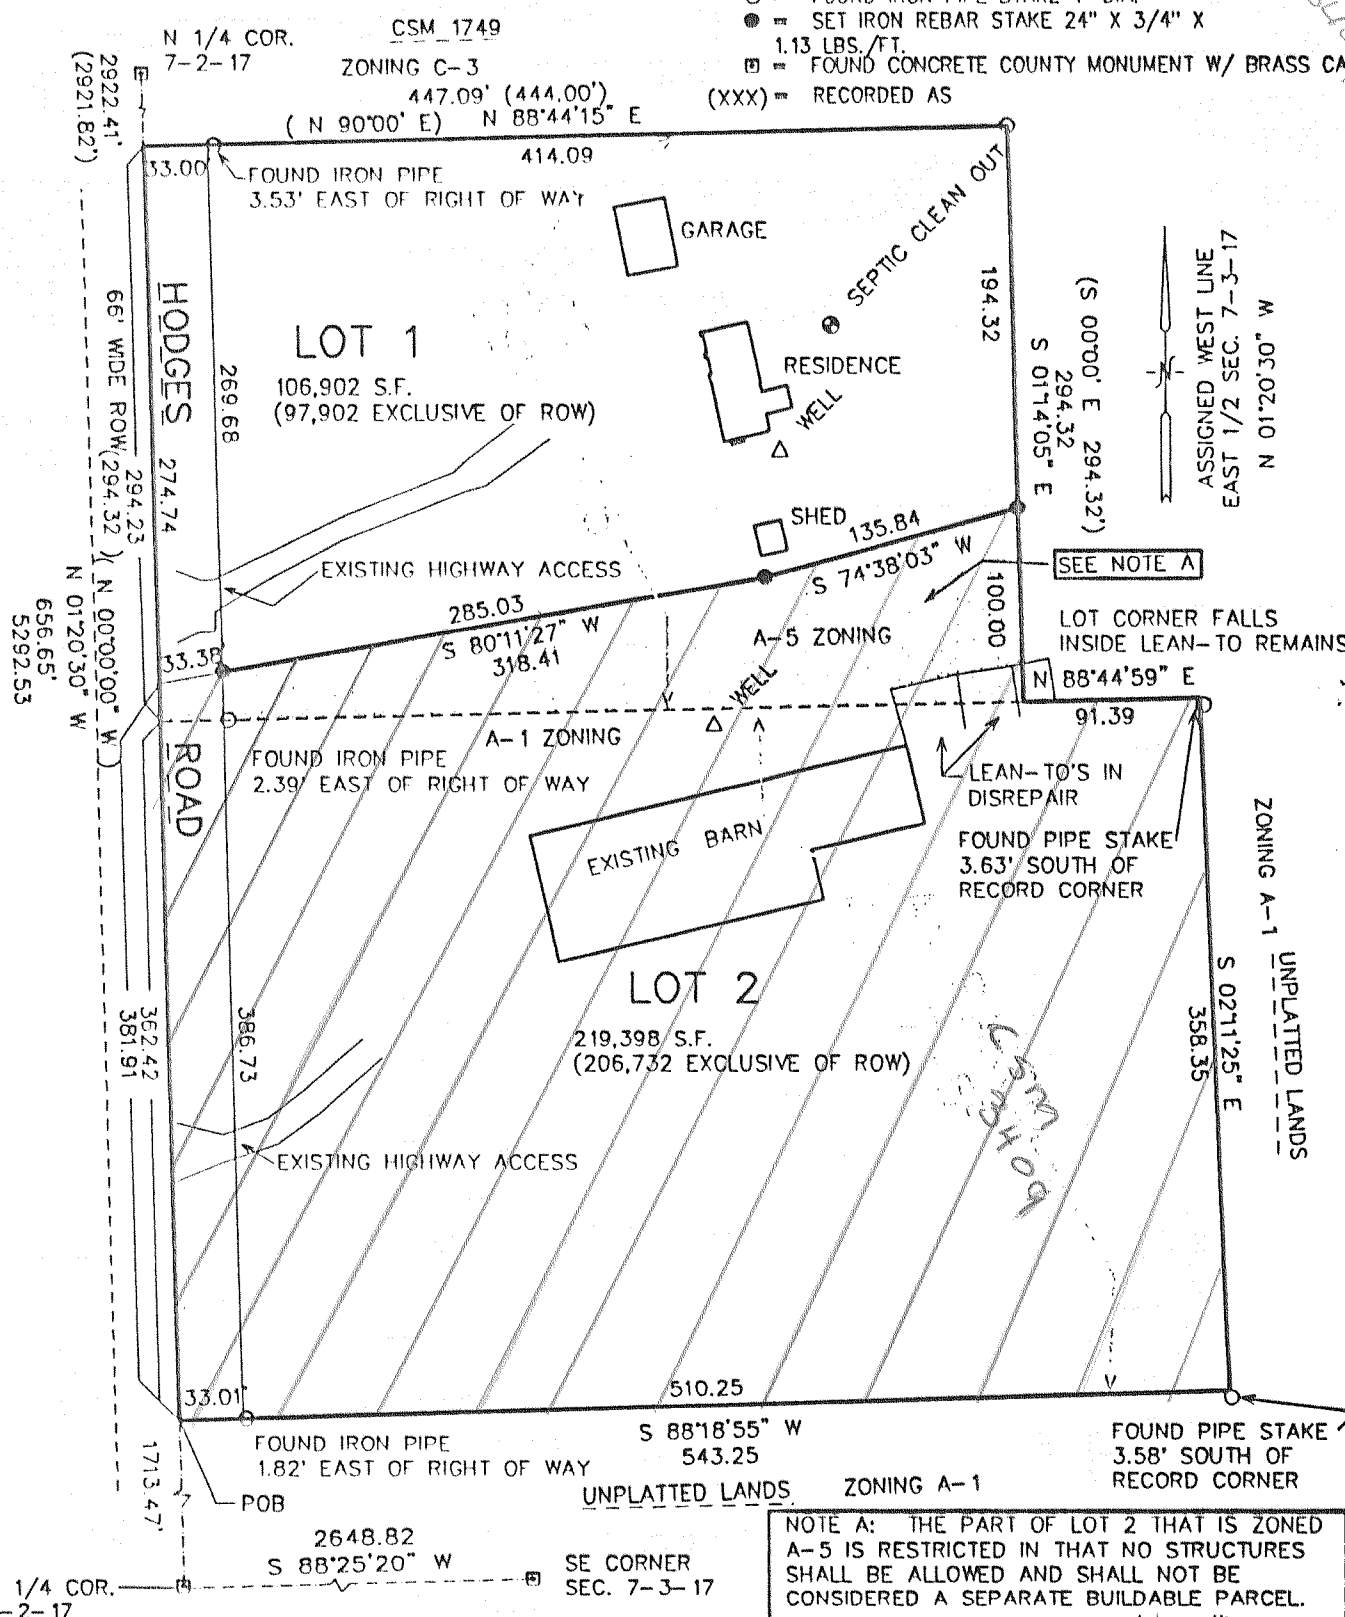 ● = SET IRON REBAR STAKE 24" X 3/4" X
1.13 LBS./FT.
= FOUND CONCRETE COUNTY MONUMENT W/ BRASS CA
(XXX) = RECORDED AS
N 1/4 COR.
7-2-17
CSM 1749
ZONING C-3
447.09' (444.00')
( N 90°00' E) N 88°44'15" E
414.09
33.00
FOUND IRON PIPE
3.53' EAST OF RIGHT OF WAY
2922.41'
(2921.82')
GARAGE
SEPTIC CLEAN OUT
194.32
(S 00°00' E 294.32')
294.32
S 01°14'05" E
N
ASSIGNED WEST LINE
EAST 1/2 SEC. 7-3-17
N 01°20'30" W
LOT 1
106,902 S.F.
(97,902 EXCLUSIVE OF ROW)
RESIDENCE
WELL
HODGES
269.68
66' WIDE ROW
274.74
294.23
(294.32')
( N 00°00'00" W )
N 01°20'30" W
656.65'
5292.53
SHED
135.84
S 74°38'03" W
EXISTING HIGHWAY ACCESS
285.03
S 80°11'27" W
318.41
33.38
SEE NOTE A
100.00
A-5 ZONING
LOT CORNER FALLS
INSIDE LEAN-TO REMAINS
N 88°44'59" E
91.39
WELL
A-1 ZONING
ROAD
FOUND IRON PIPE
2.39' EAST OF RIGHT OF WAY
LEAN-TO'S IN
DISREPAIR
EXISTING BARN
FOUND PIPE STAKE
3.63' SOUTH OF
RECORD CORNER
ZONING A-1
UNPLATTED LANDS
S 02°11'25" E
358.35
LOT 2
219,398 S.F.
(206,732 EXCLUSIVE OF ROW)
CSM
3409
386.73
362.42
381.91
EXISTING HIGHWAY ACCESS
33.01'
510.25
S 88°18'55" W
543.25
FOUND IRON PIPE
1.82' EAST OF RIGHT OF WAY
FOUND PIPE STAKE
3.58' SOUTH OF
RECORD CORNER
1713.47'
POB
UNPLATTED LANDS ZONING A-1
2648.82
S 88°25'20" W
1/4 COR.
-2-17
SE CORNER
SEC. 7-3-17
NOTE A: THE PART OF LOT 2 THAT IS ZONED
A-5 IS RESTRICTED IN THAT NO STRUCTURES
SHALL BE ALLOWED AND SHALL NOT BE
CONSIDERED A SEPARATE BUILDABLE PARCEL.